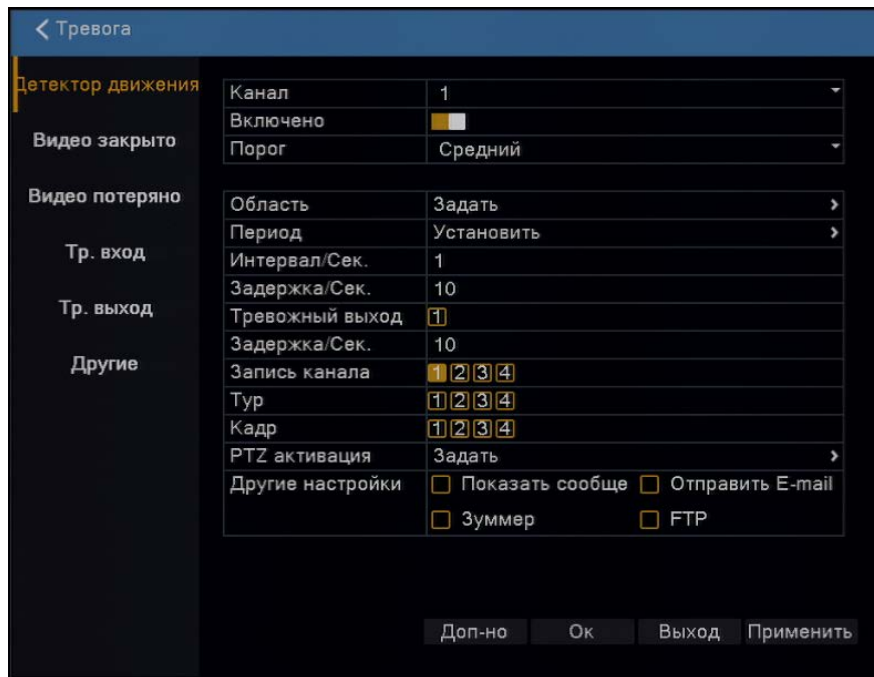 Тревога
Детектор движения
Видео закрыто
Видео потеряно
Тр. вход
Тр. выход
Другие
Канал 1
Включено
Порог Средний
Область Задать
Период Установить
Интервал/Сек. 1
Задержка/Сек. 10
Тревожный выход 1
Задержка/Сек. 10
Запись канала 1 2 3 4
Тур 1 2 3 4
Кадр 1 2 3 4
PTZ активация Задать
Другие настройки Показать сообще Отправить E-mail
Зуммер FTP
Доп-но Ок Выход Применить